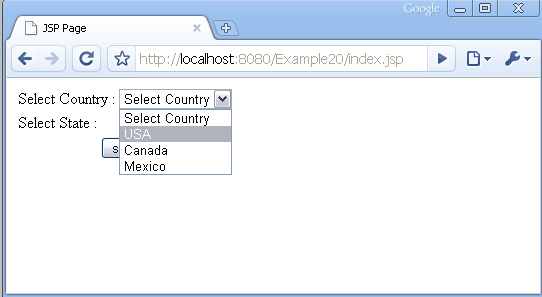 Google
JSP Page
http://localhost:8080/Example20/index.jsp
Select Country : Select Country
Select Country
Select State :
USA
Canada
Mexico